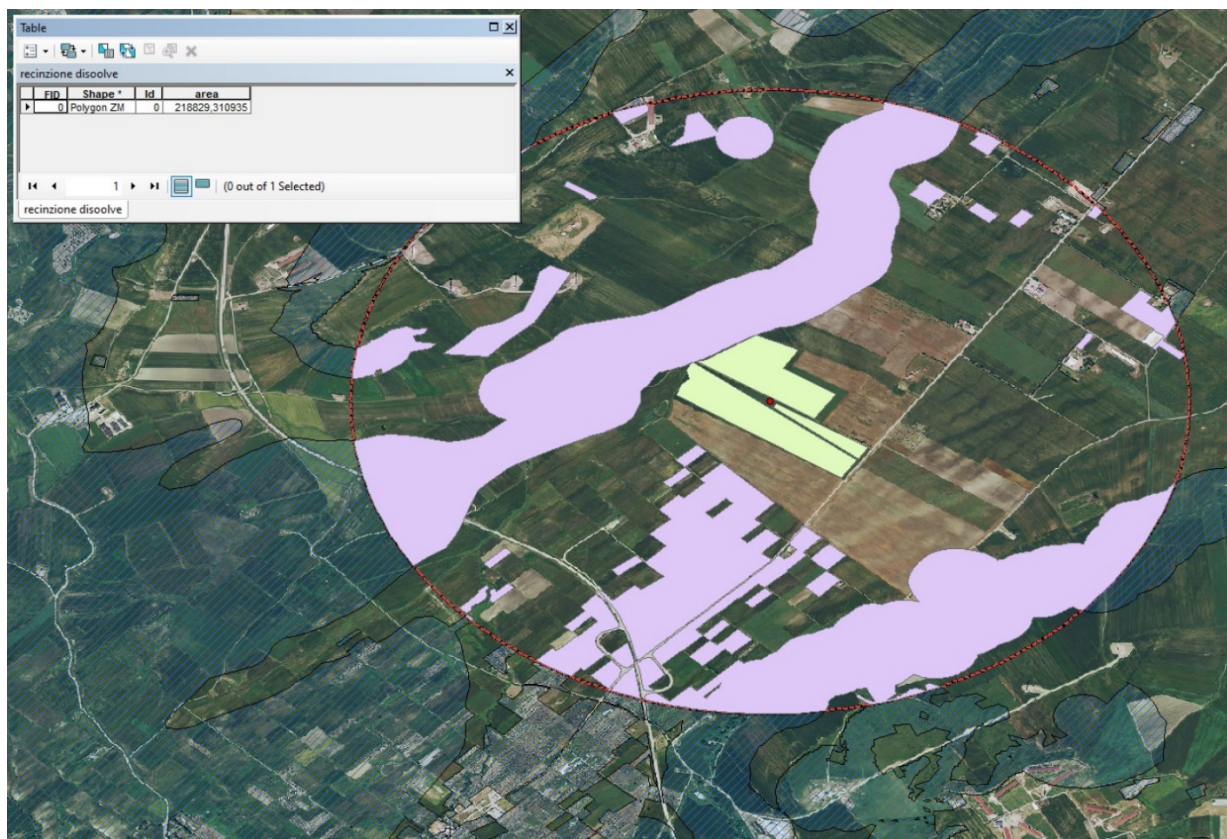 Table
recinzione disoolve
FID Shape * Id area
0 Polygon ZM 0 218829,310935
1 (0 out of 1 Selected)
recinzione disoolve